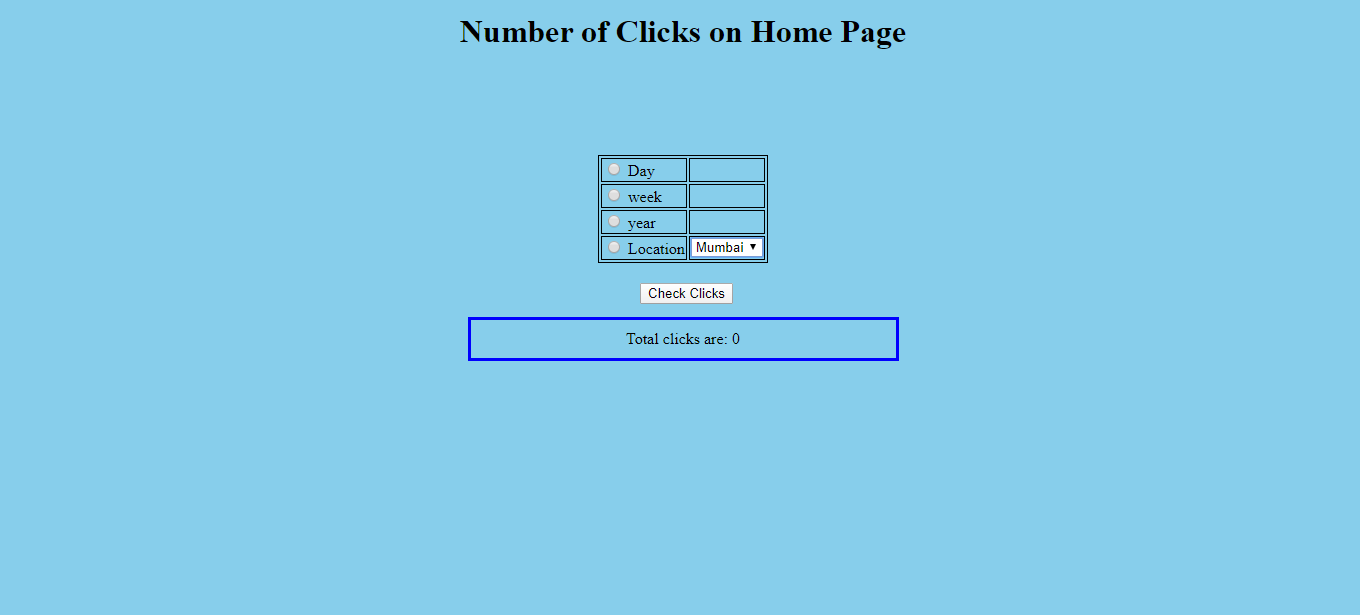 Number of Clicks on Home Page
Day
week
year
Location Mumbai
Check Clicks
Total clicks are: 0